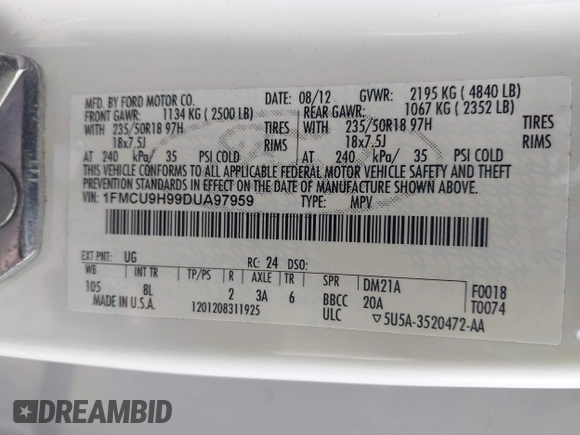 MFD. BY FORD MOTOR CO. DATE: 08/12 GVWR: 2195 KG ( 4840 LB)
FRONT GAWR: 1134 KG ( 2500 LB) REAR GAWR: 1067 KG ( 2352 LB)
WITH 235/50R18 97H TIRES WITH 235/50R18 97H TIRES
18x7.5J RIMS 18x7.5J RIMS
AT 240 kPa/ 35 PSI COLD AT 240 kPa/ 35 PSI COLD
THIS VEHICLE CONFORMS TO ALL APPLICABLE FEDERAL MOTOR VEHICLE SAFETY AND THEFT
PREVENTION STANDARDS IN EFFECT ON THE DATE OF MANUFACTURE SHOWN ABOVE.
VIN: 1FMCU9H99DUA97959 TYPE: MPV
EXT PNT: UG RC: 24 DSO:
WB INT TR TP/PS R AXLE TR SPR DM21A F0018
105 BL 2 3A 6 BBCC 20A T0074
MADE IN U.S.A. 1201208311925 ULC 5U5A-3520472-AA
DREAMBID